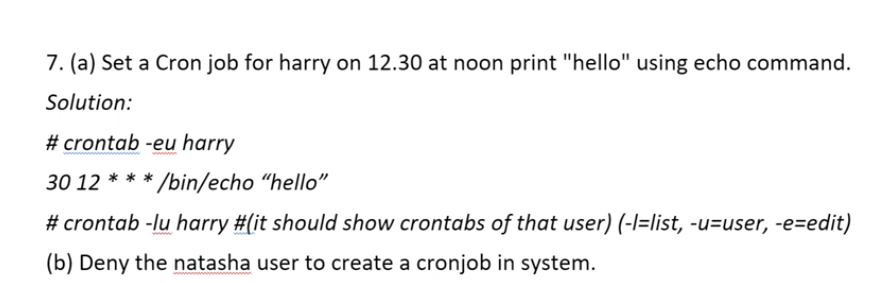 7. (a) Set a Cron job for harry on 12.30 at noon print "hello" using echo command.
Solution:
# crontab -eu harry
30 12 * * * /bin/echo “hello”
# crontab -lu harry #(it should show crontabs of that user) (-l=list, -u=user, -e=edit)
(b) Deny the natasha user to create a cronjob in system.